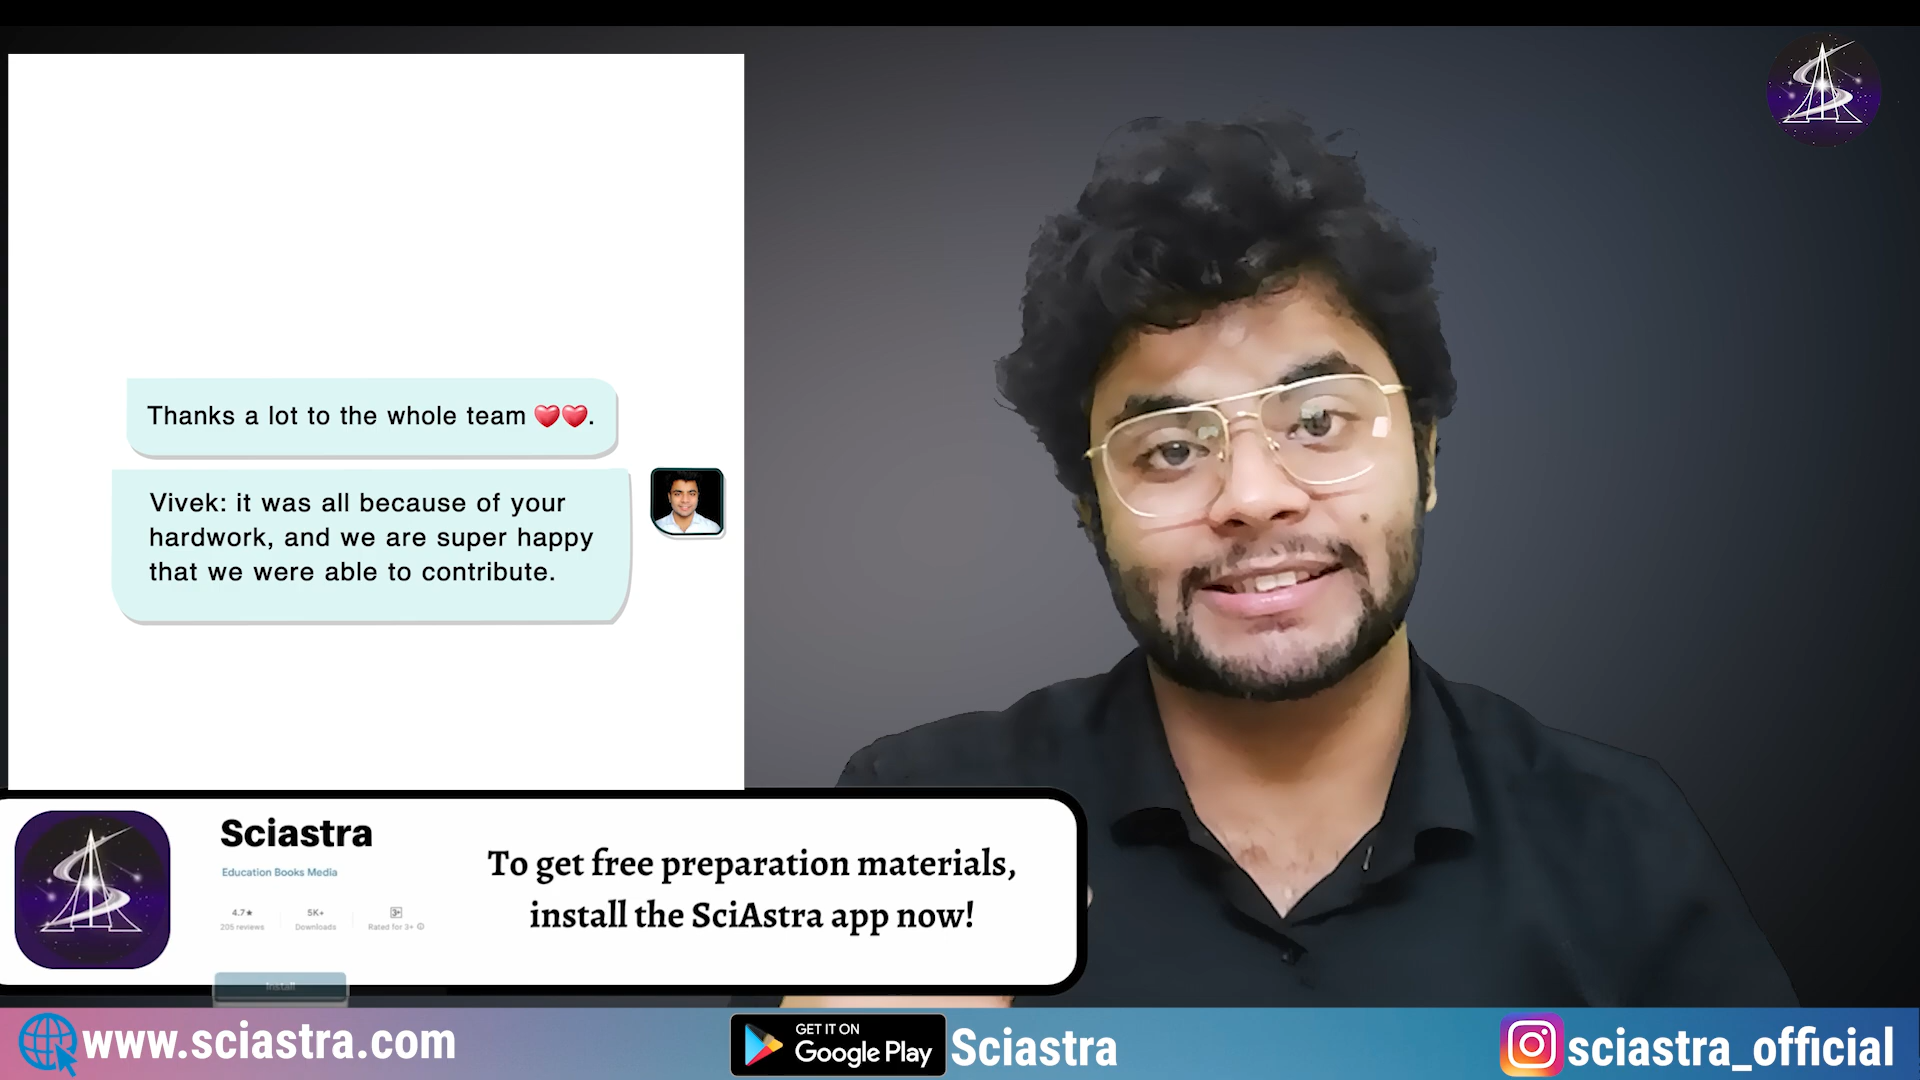 Thanks a lot to the whole team ❤️❤️.
Vivek: it was all because of your
hardwork, and we are super happy
that we were able to contribute.
Sciastra
Education Books Media
4.7★
205 reviews
5K+
Downloads
3+
Rated for 3+
Install
To get free preparation materials,
install the SciAstra app now!
www.sciastra.com
GET IT ON
Google Play
Sciastra
sciastra_official